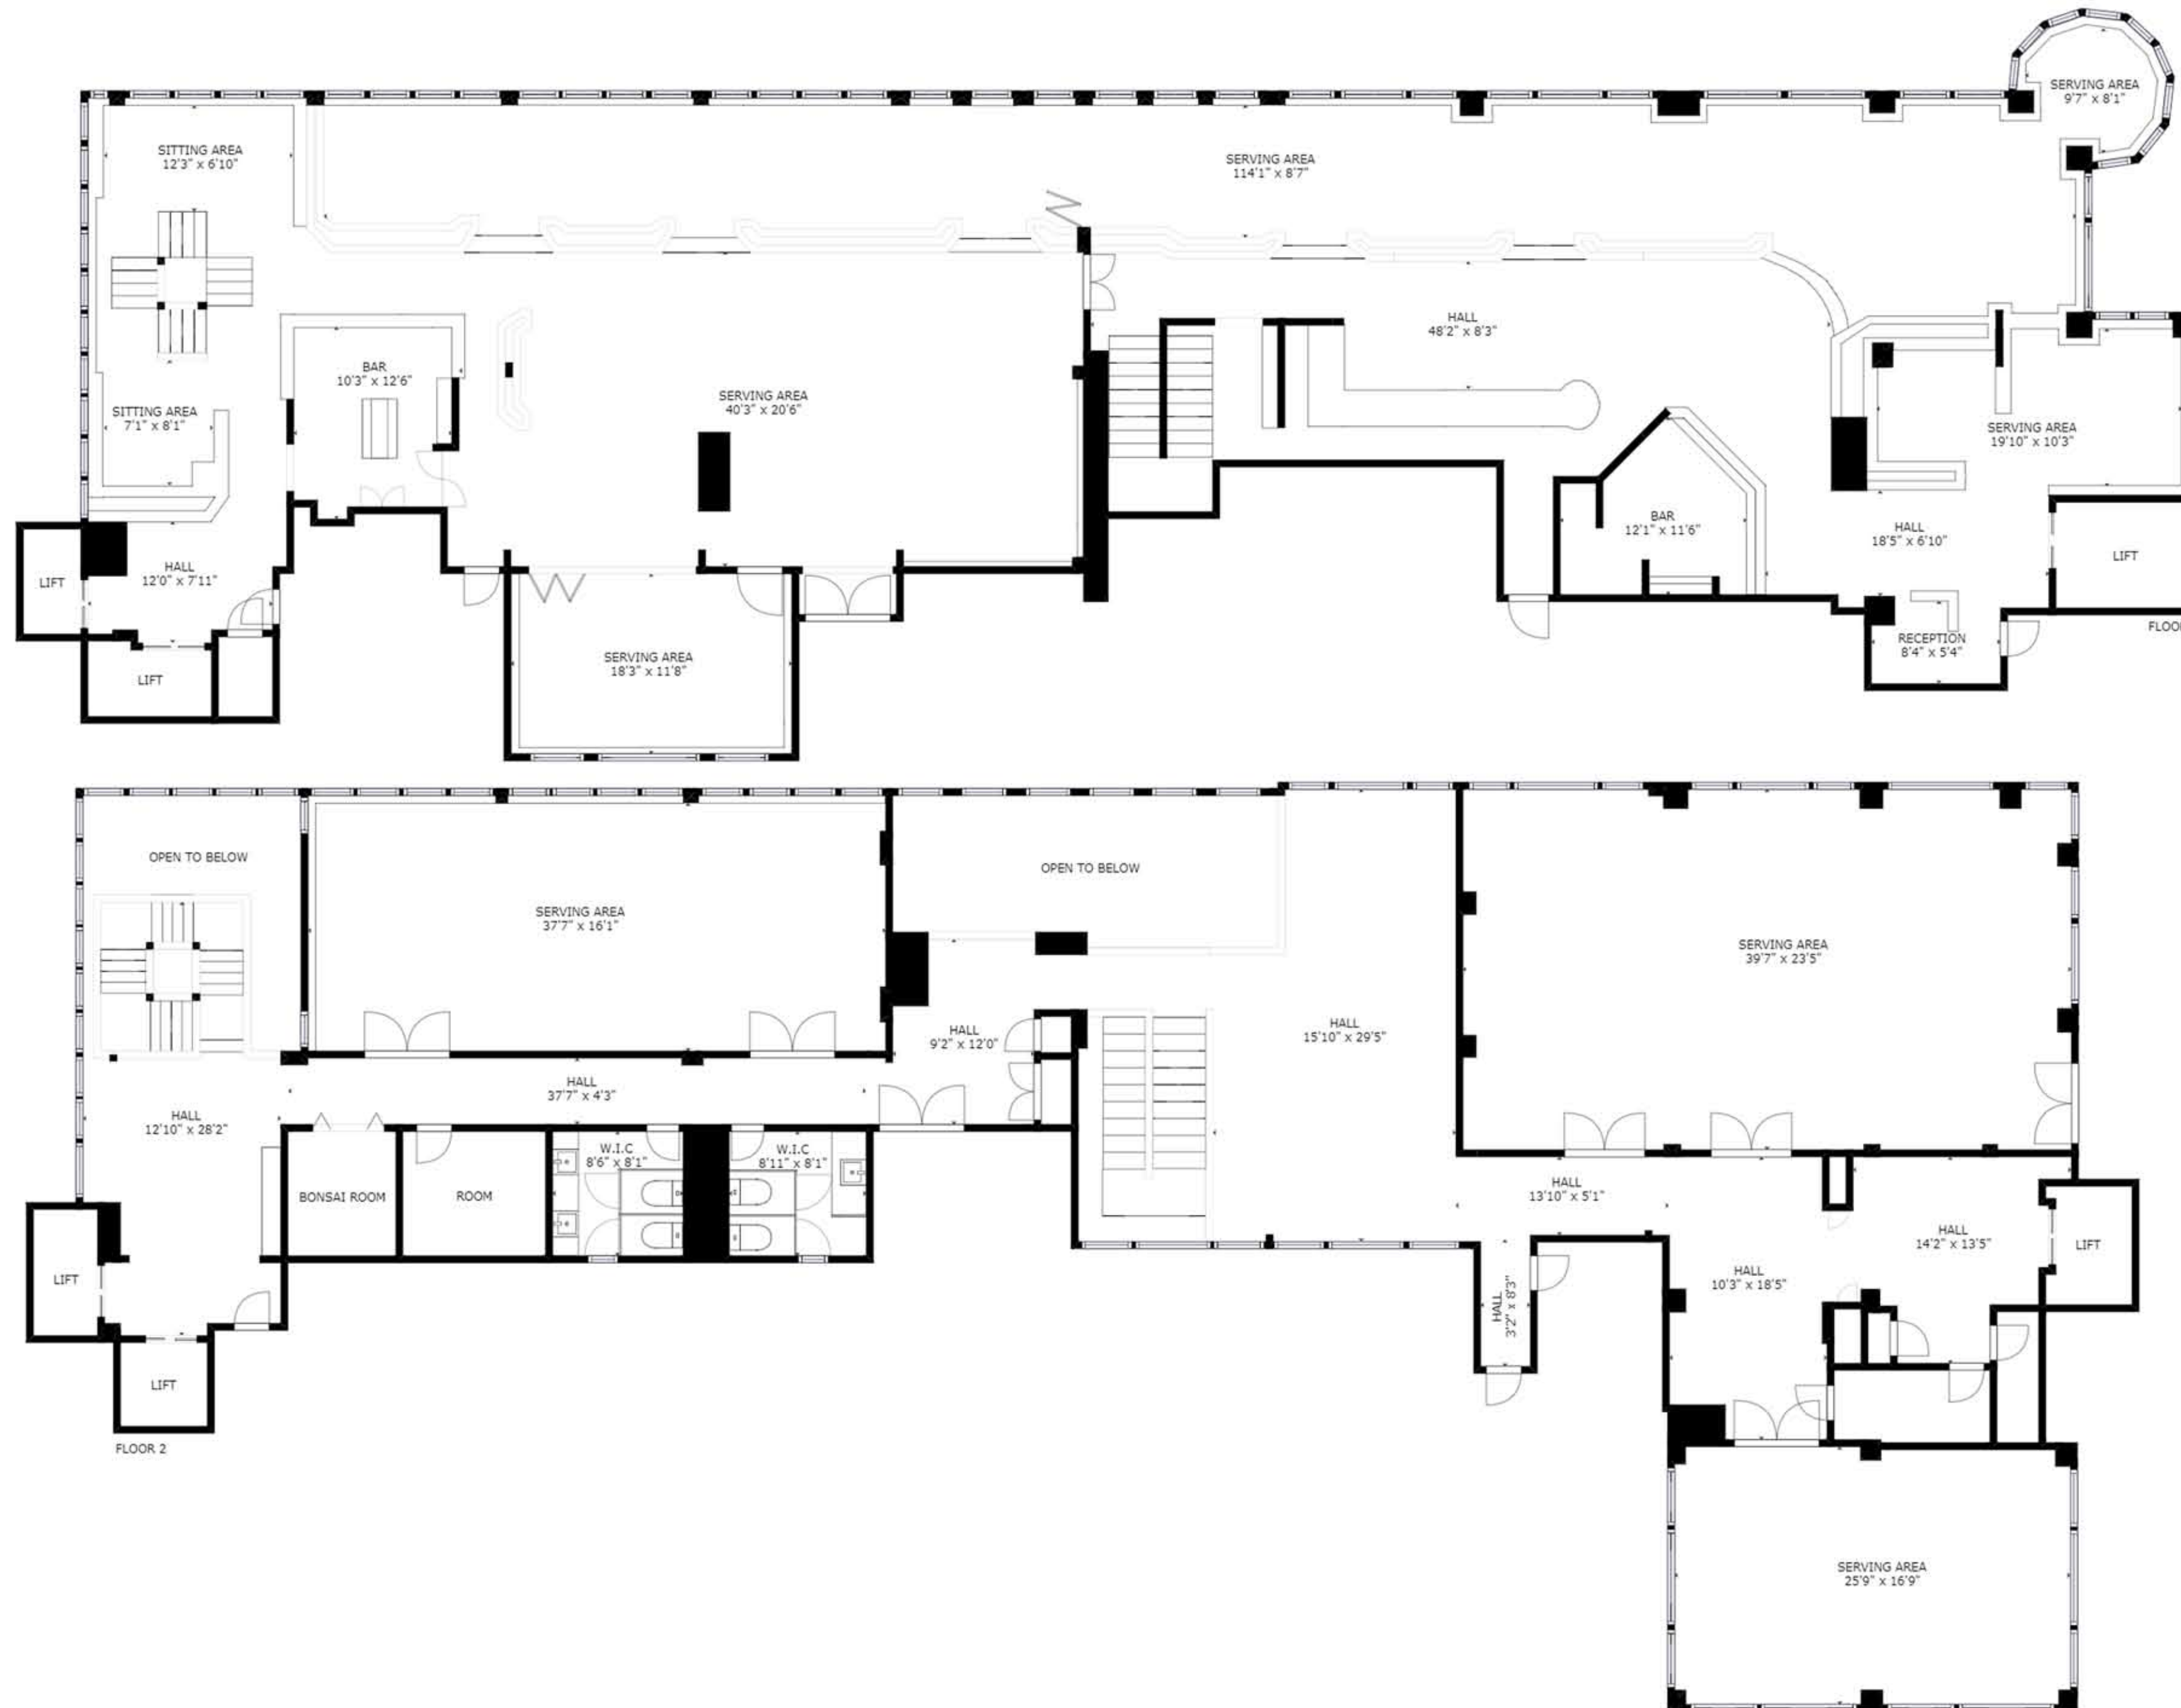 SERVING AREA
9'7" x 8'1"
SITTING AREA
12'3" x 6'10"
SERVING AREA
114'1" x 8'7"
HALL
48'2" x 8'3"
BAR
10'3" x 12'6"
SERVING AREA
40'3" x 20'6"
SITTING AREA
7'1" x 8'1"
SERVING AREA
19'10" x 10'3"
BAR
12'1" x 11'6"
HALL
18'5" x 6'10"
LIFT
HALL
12'0" x 7'11"
LIFT
LIFT
SERVING AREA
18'3" x 11'8"
RECEPTION
8'4" x 5'4"
FLOO
OPEN TO BELOW
OPEN TO BELOW
SERVING AREA
37'7" x 16'1"
SERVING AREA
39'7" x 23'5"
HALL
9'2" x 12'0"
HALL
15'10" x 29'5"
HALL
37'7" x 4'3"
HALL
12'10" x 28'2"
W.I.C
8'6" x 8'1"
W.I.C
8'11" x 8'1"
BONSAI ROOM
ROOM
HALL
13'10" x 5'1"
HALL
14'2" x 13'5"
LIFT
HALL
10'3" x 18'5"
HALL
3'2" x 8'3"
LIFT
LIFT
FLOOR 2
SERVING AREA
25'9" x 16'9"